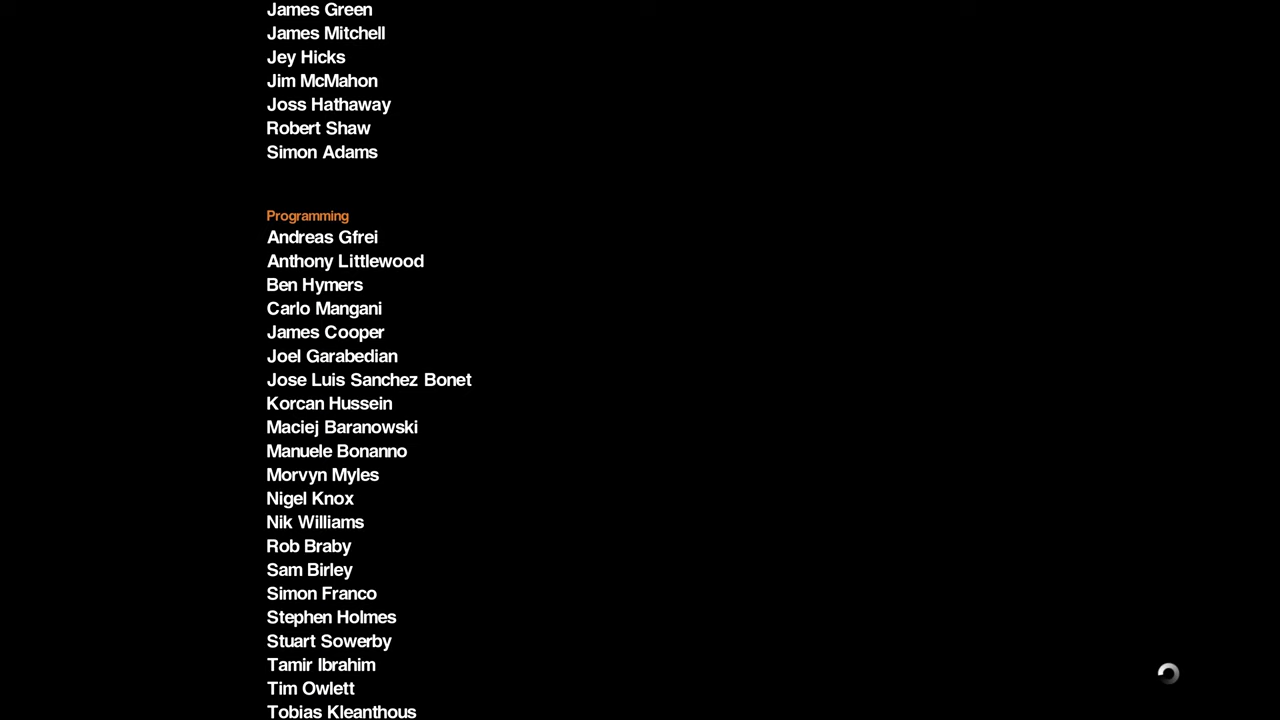 James Green
James Mitchell
Jey Hicks
Jim McMahon
Joss Hathaway
Robert Shaw
Simon Adams
Programming
Andreas Gfrei
Anthony Littlewood
Ben Hymers
Carlo Mangani
James Cooper
Joel Garabedian
Jose Luis Sanchez Bonet
Korcan Hussein
Maciej Baranowski
Manuele Bonanno
Morvyn Myles
Nigel Knox
Nik Williams
Rob Braby
Sam Birley
Simon Franco
Stephen Holmes
Stuart Sowerby
Tamir Ibrahim
Tim Owlett
Tobias Kleanthous